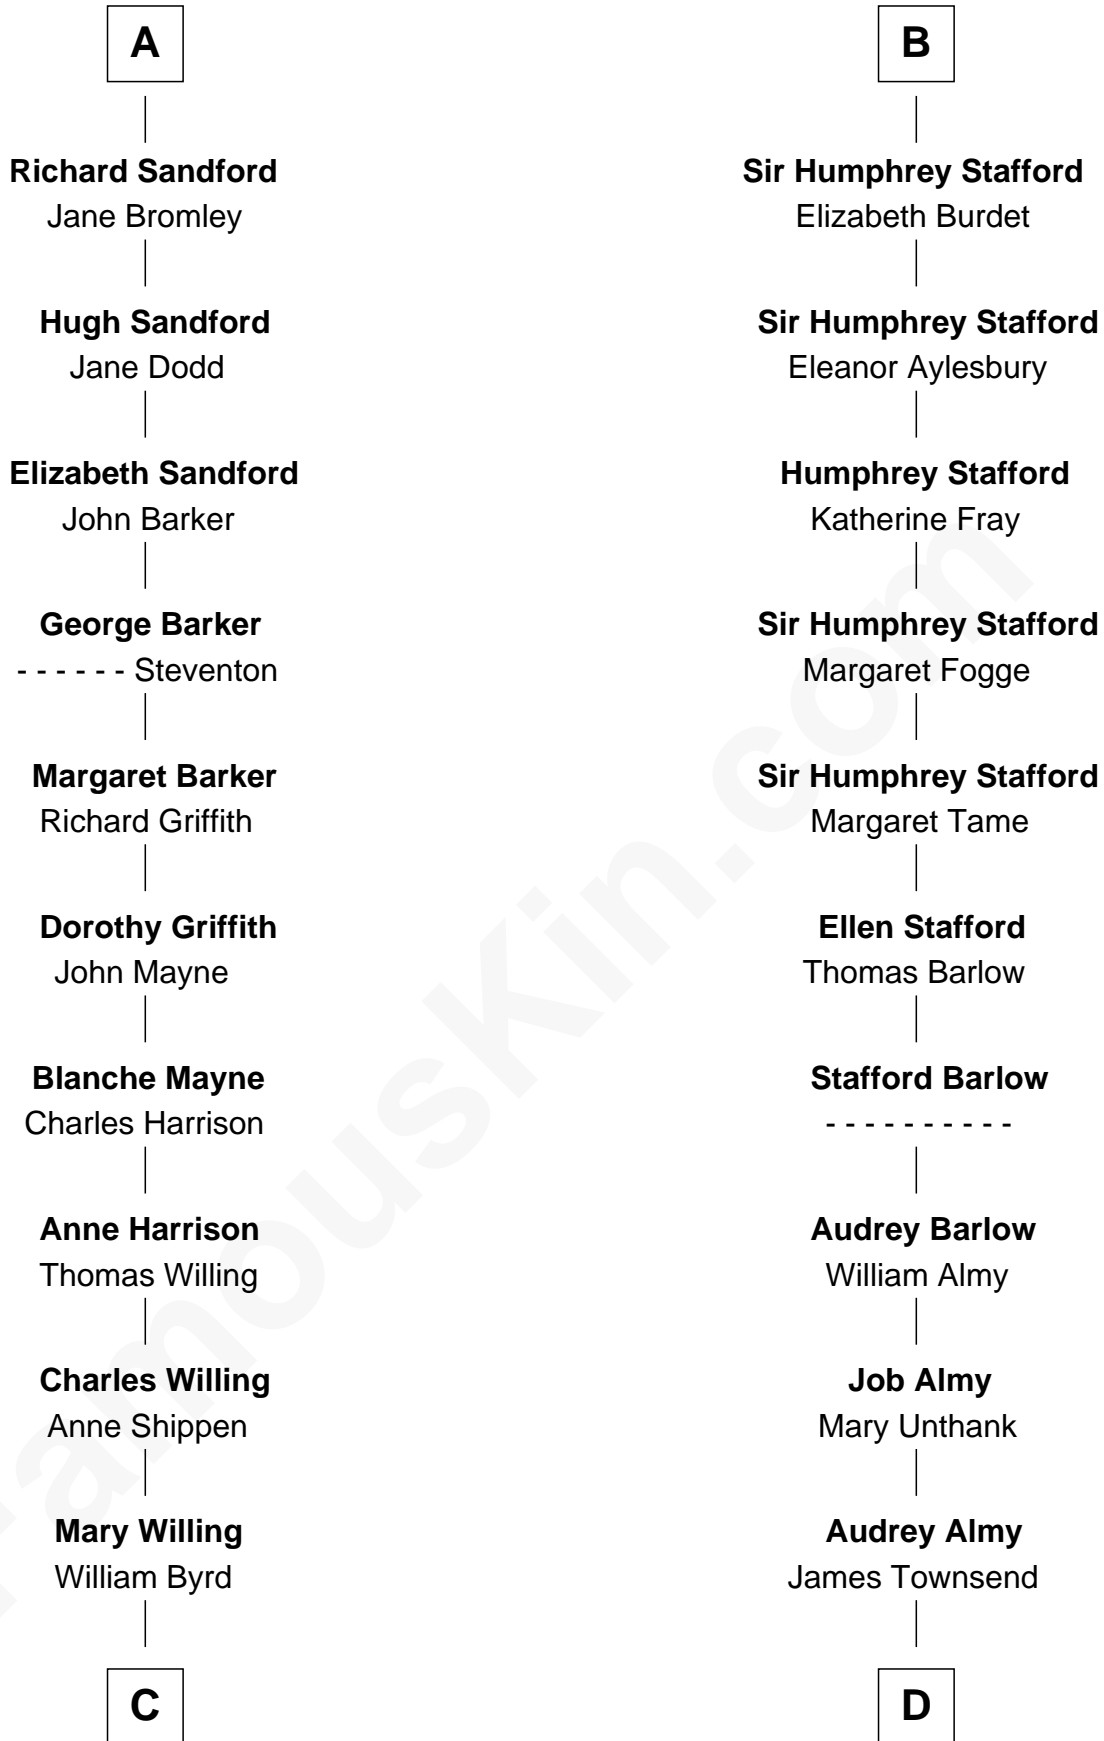 A
Richard Sandford
Jane Bromley
Hugh Sandford
Jane Dodd
Elizabeth Sandford
John Barker
George Barker
- - - - - - Steventon
Margaret Barker
Richard Griffith
Dorothy Griffith
John Mayne
Blanche Mayne
Charles Harrison
Anne Harrison
Thomas Willing
Charles Willing
Anne Shippen
Mary Willing
William Byrd
C
B
Sir Humphrey Stafford
Elizabeth Burdet
Sir Humphrey Stafford
Eleanor Aylesbury
Humphrey Stafford
Katherine Fray
Sir Humphrey Stafford
Margaret Fogge
Sir Humphrey Stafford
Margaret Tame
Ellen Stafford
Thomas Barlow
Stafford Barlow
- - - - - - - - - -
Audrey Barlow
William Almy
Job Almy
Mary Unthank
Audrey Almy
James Townsend
D
FamousKin.com